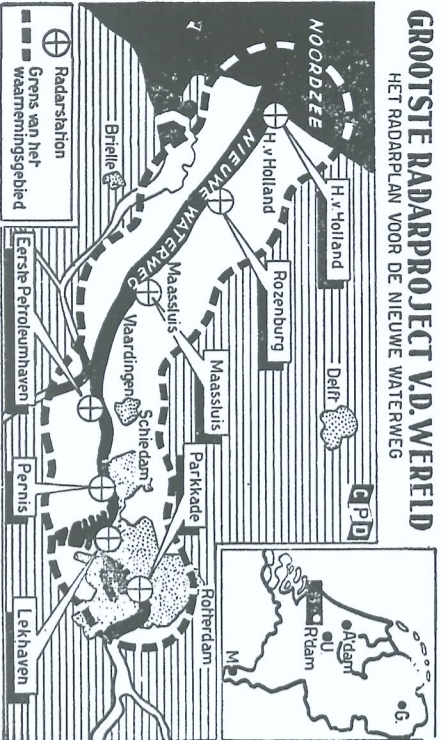 GROOTSTE RADARPROJECT V.D. WERELD
HET RADARPLAN VOOR DE NIEUWE WATERWEG
NOORDZEE
H.v.Holland
H.v.Holland
NIEUWE WATERWEG
Rozenburg
Maassluis
Maassluis
Delft
CPD
Vlaardingen
Schiedam
Parkkade
Rotterdam
Brielle
Eerste Petroleumhaven
Pernis
Lekhaven
Radarstation
Grens van het
waarnemingsgebied
G.
A'dam
U
R'dam
M.